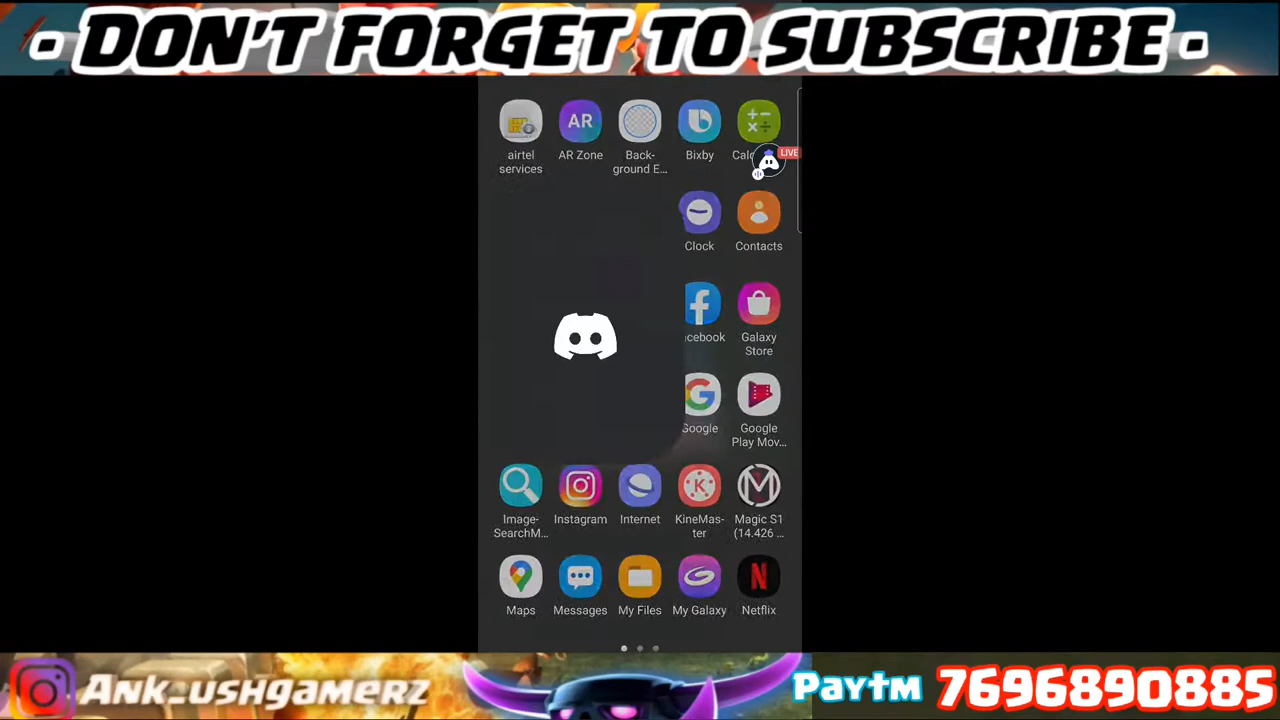 - DON'T FORGET TO SUBSCRIBE -
airtel services
AR
AR Zone
Back-
ground E...
Bixby
Calc
LIVE
Clock
Contacts
cebook
Galaxy
Store
Google
Google
Play Mov...
Image-
SearchM...
Instagram
Internet
K
KineMas-
ter
M
Magic S1
(14.426 ...
Maps
Messages
My Files
My Galaxy
N
Netflix
Ank_ushgamerz
Paytm 7696890885